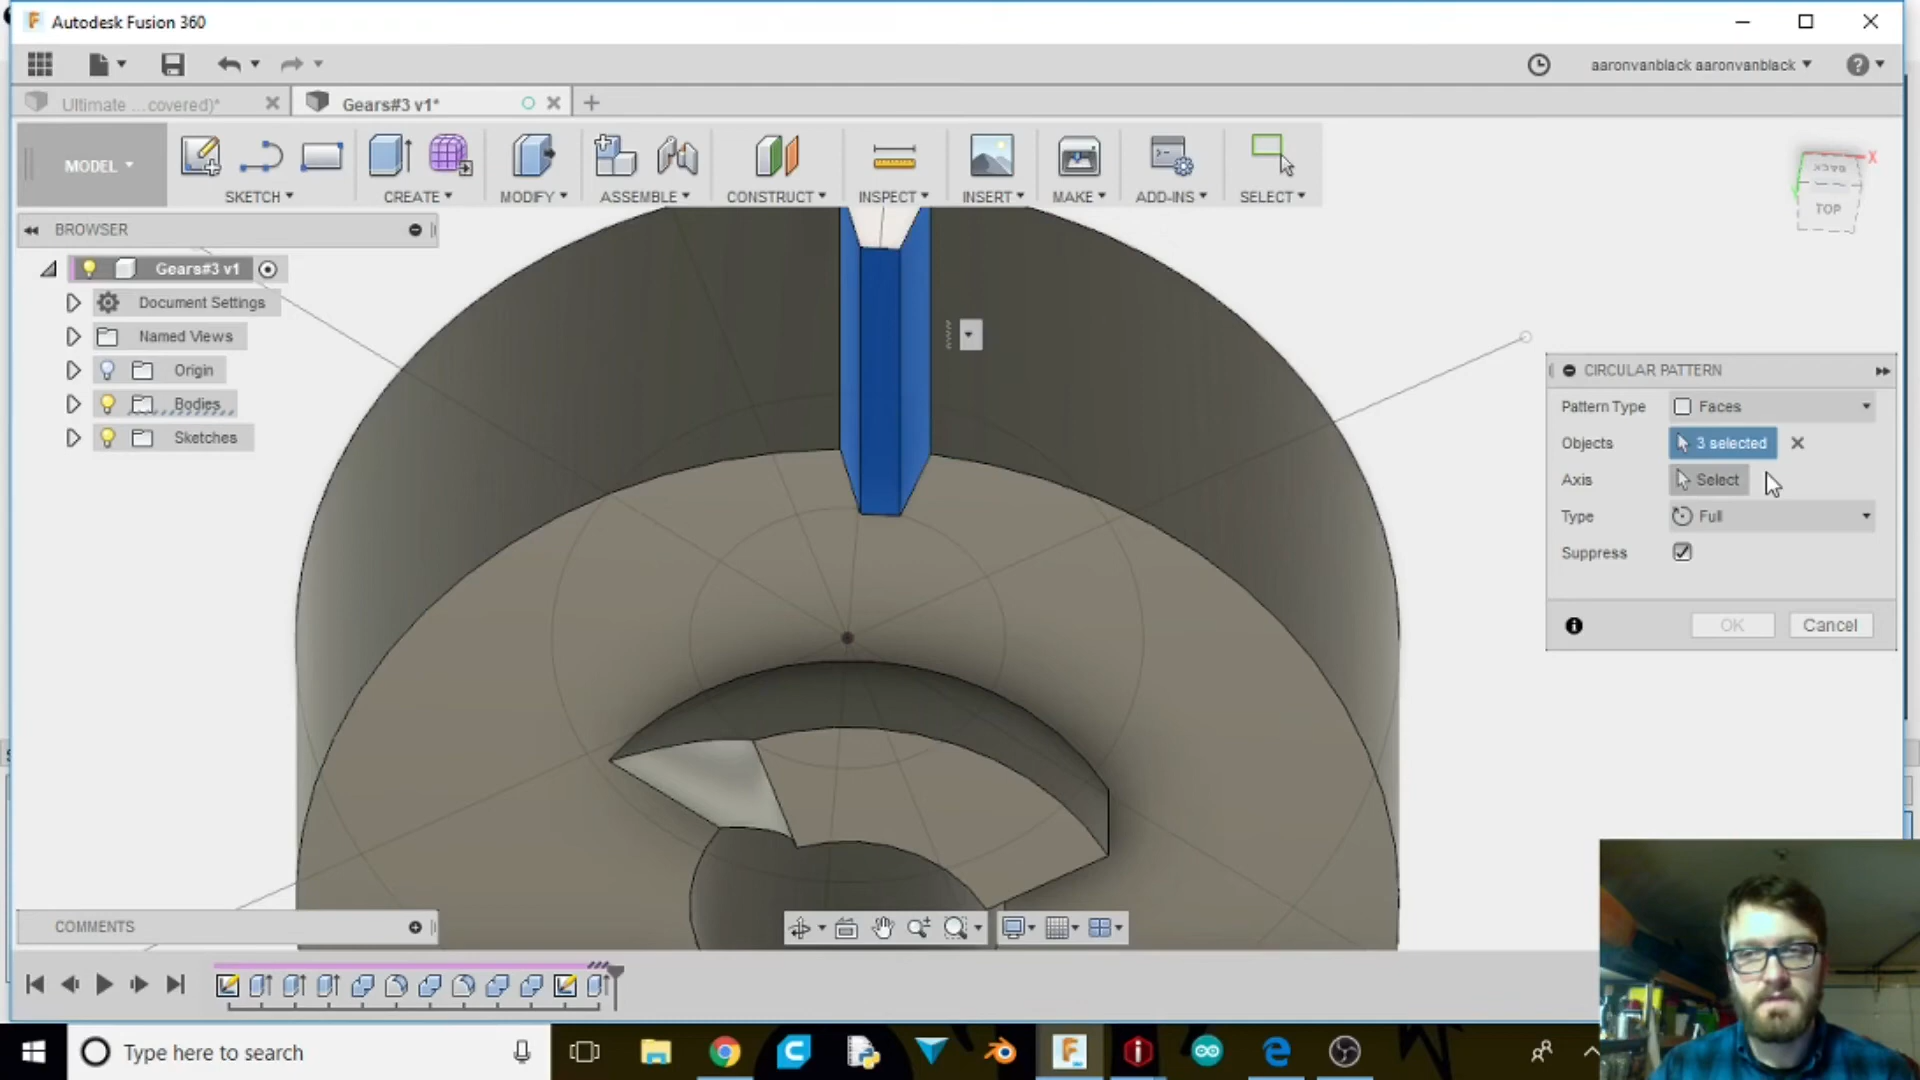 Autodesk Fusion 360
aaronvanblack aaronvanblack
Ultimate ...covered)*
Gears#3 v1*
MODEL
SKETCH
CREATE
MODIFY
ASSEMBLE
CONSTRUCT
INSPECT
INSERT
MAKE
ADD-INS
SELECT
X
BACK
TOP
BROWSER
Gears#3 v1
Document Settings
Named Views
Origin
Bodies
Sketches
CIRCULAR PATTERN
Pattern Type Faces
Objects 3 selected
Axis Select
Type Full
Suppress
OK Cancel
COMMENTS
Type here to search